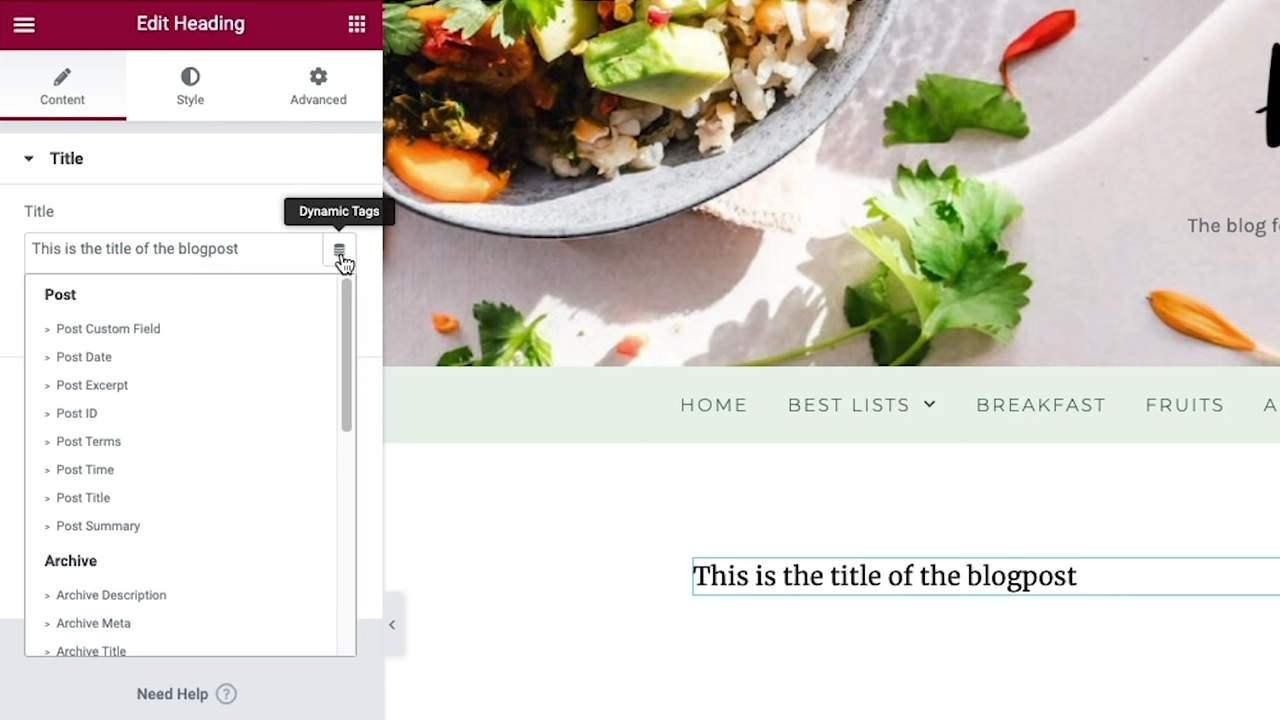 Edit Heading
Content
Style
Advanced
Title
Title
Dynamic Tags
This is the title of the blogpost
Post
> Post Custom Field
> Post Date
> Post Excerpt
> Post ID
> Post Terms
> Post Time
> Post Title
> Post Summary
Archive
> Archive Description
> Archive Meta
> Archive Title
Need Help ?
The blog
HOME BEST LISTS BREAKFAST FRUITS A
This is the title of the blogpost